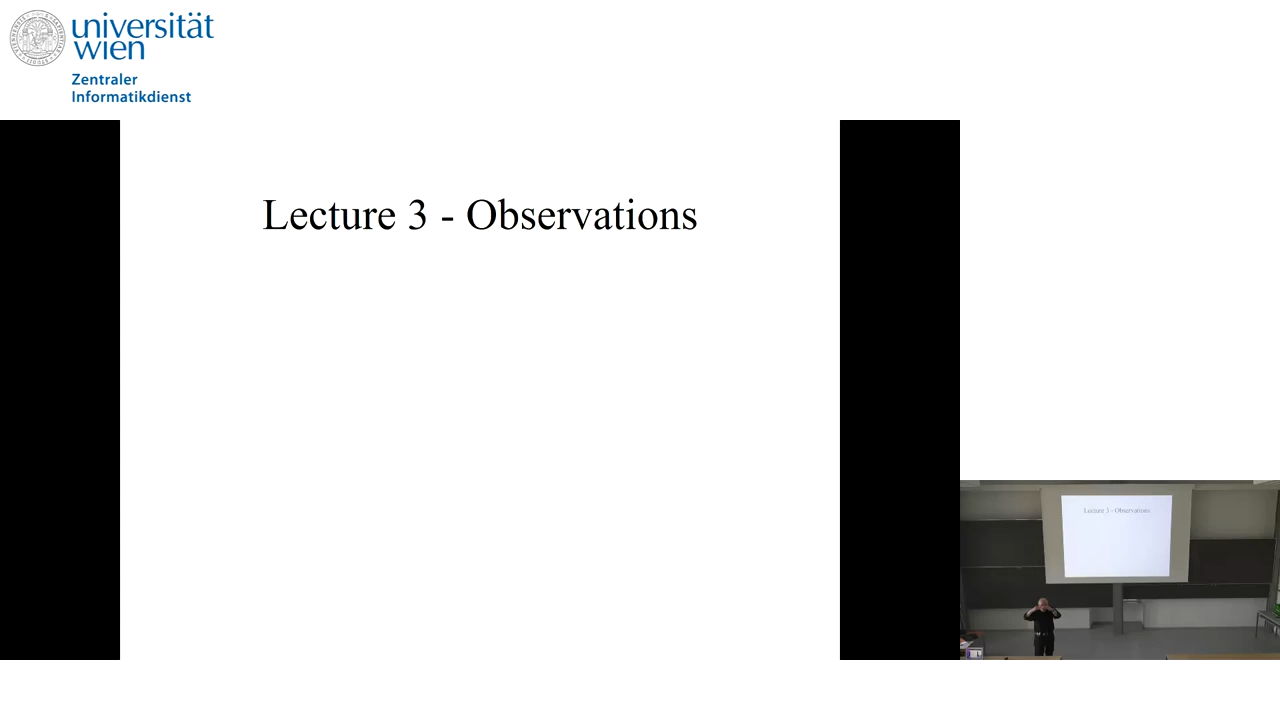 universität
wien
Zentraler
Informatikdienst
Lecture 3 - Observations
Lecture 3 - Observations